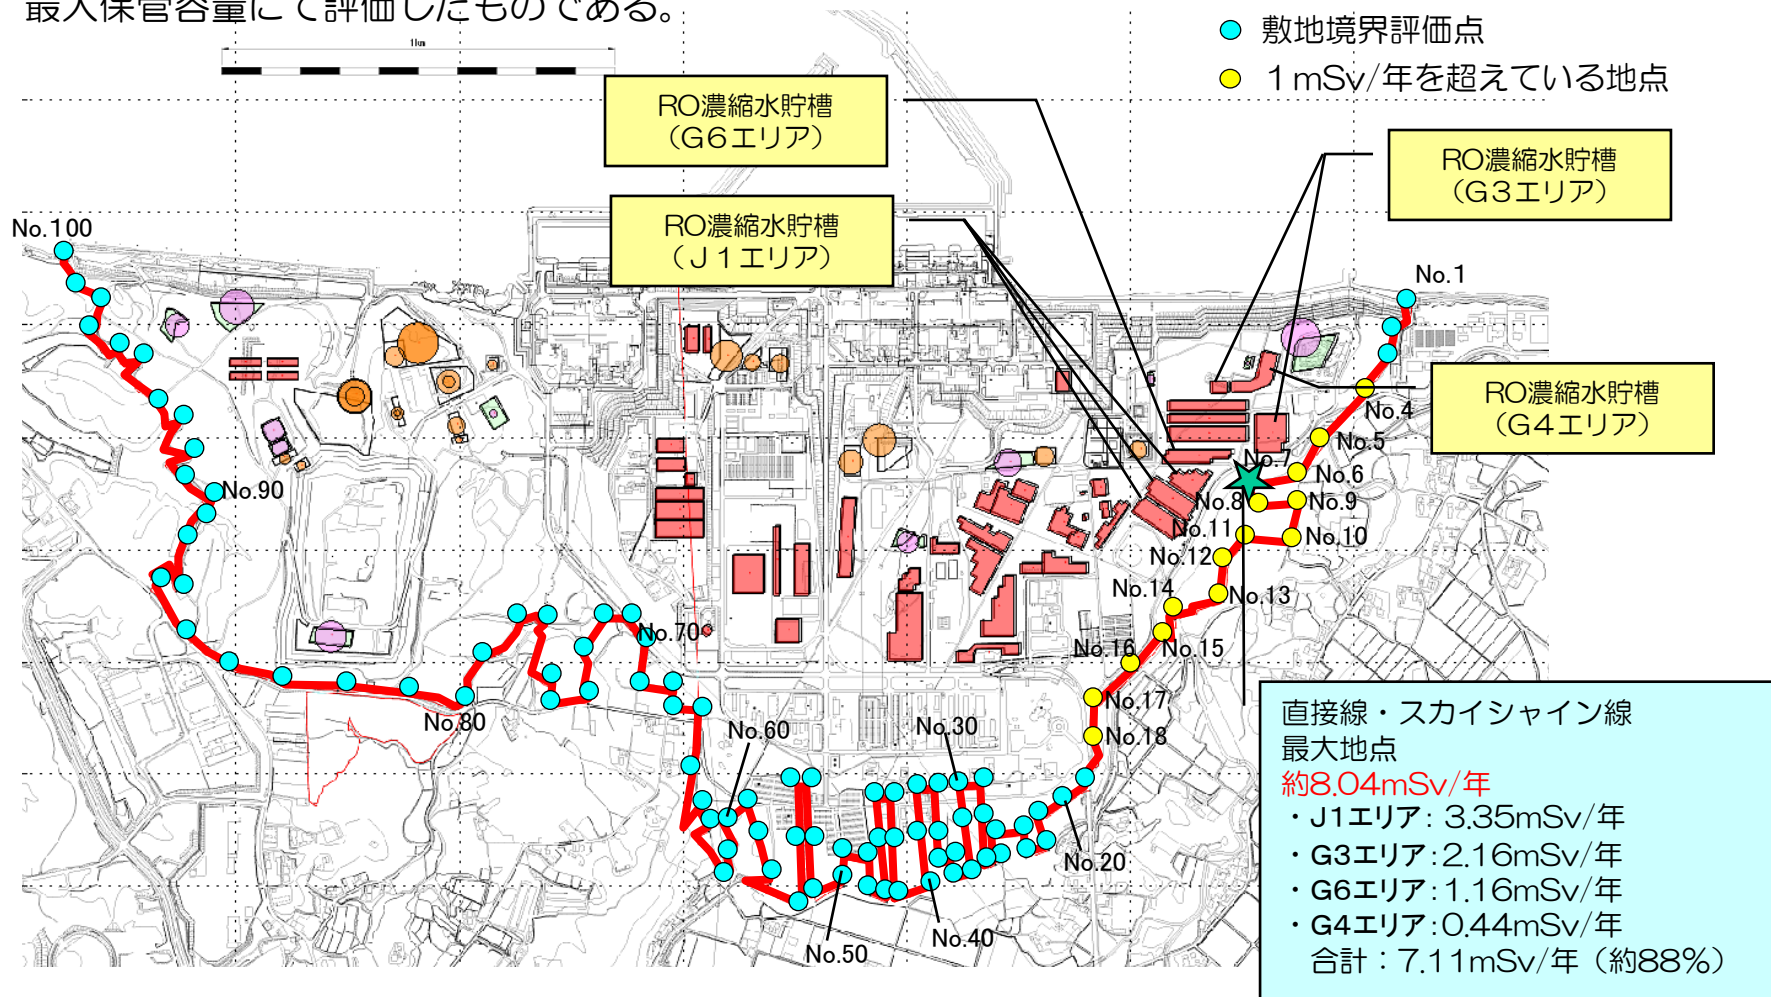 最大保管容量にて評価したものである。
1km
敷地境界評価点
1mSv/年を超えている地点
RO濃縮水貯槽
（G6エリア）
RO濃縮水貯槽
（G3エリア）
RO濃縮水貯槽
（J1エリア）
RO濃縮水貯槽
（G4エリア）
No.100
No.1
No.4
No.5
No.7
No.6
No.8
No.9
No.11
No.10
No.12
No.13
No.14
No.15
No.16
No.17
No.18
No.90
No.70
No.80
No.60
No.30
No.20
No.40
No.50
直接線・スカイシャイン線
最大地点
約8.04mSv/年
・J1エリア：3.35mSv/年
・G3エリア：2.16mSv/年
・G6エリア：1.16mSv/年
・G4エリア：0.44mSv/年
合計：7.11mSv/年（約88%）